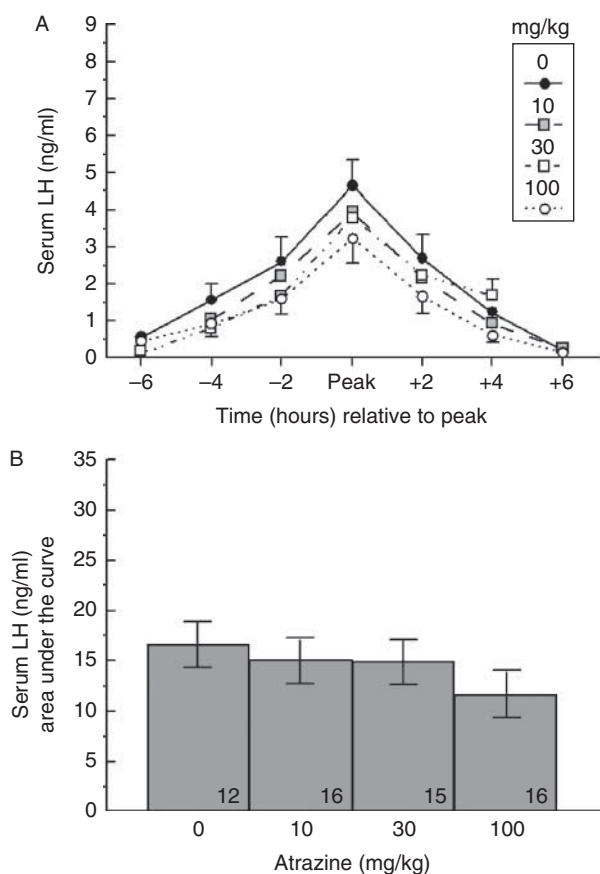 A
mg/kg
0
10
30
100
Serum LH (ng/ml)
9
8
7
6
5
4
3
2
1
0
–6 –4 –2 Peak +2 +4 +6
Time (hours) relative to peak
B
Serum LH (ng/ml)
area under the curve
35
30
25
20
15
10
5
0
12 16 15 16
0 10 30 100
Atrazine (mg/kg)